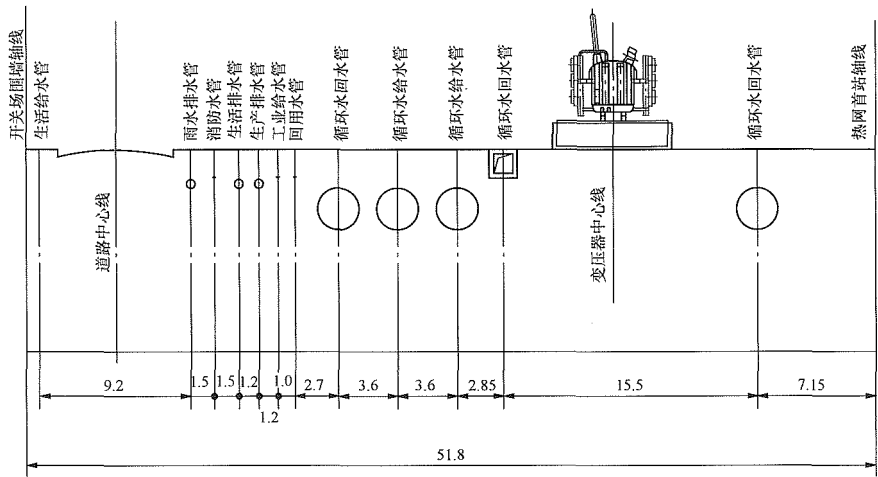 开关场围墙轴线
生活给水管
雨水排水管
消防水管
生活排水管
生产排水管
工业给水管
回用水管
循环水回水管
循环水给水管
循环水给水管
循环水回水管
循环水回水管
热网首站轴线
道路中心线
变压器中心线
9.2
1.5
1.5
1.2
1.2
1.0
2.7
3.6
3.6
2.85
15.5
7.15
51.8